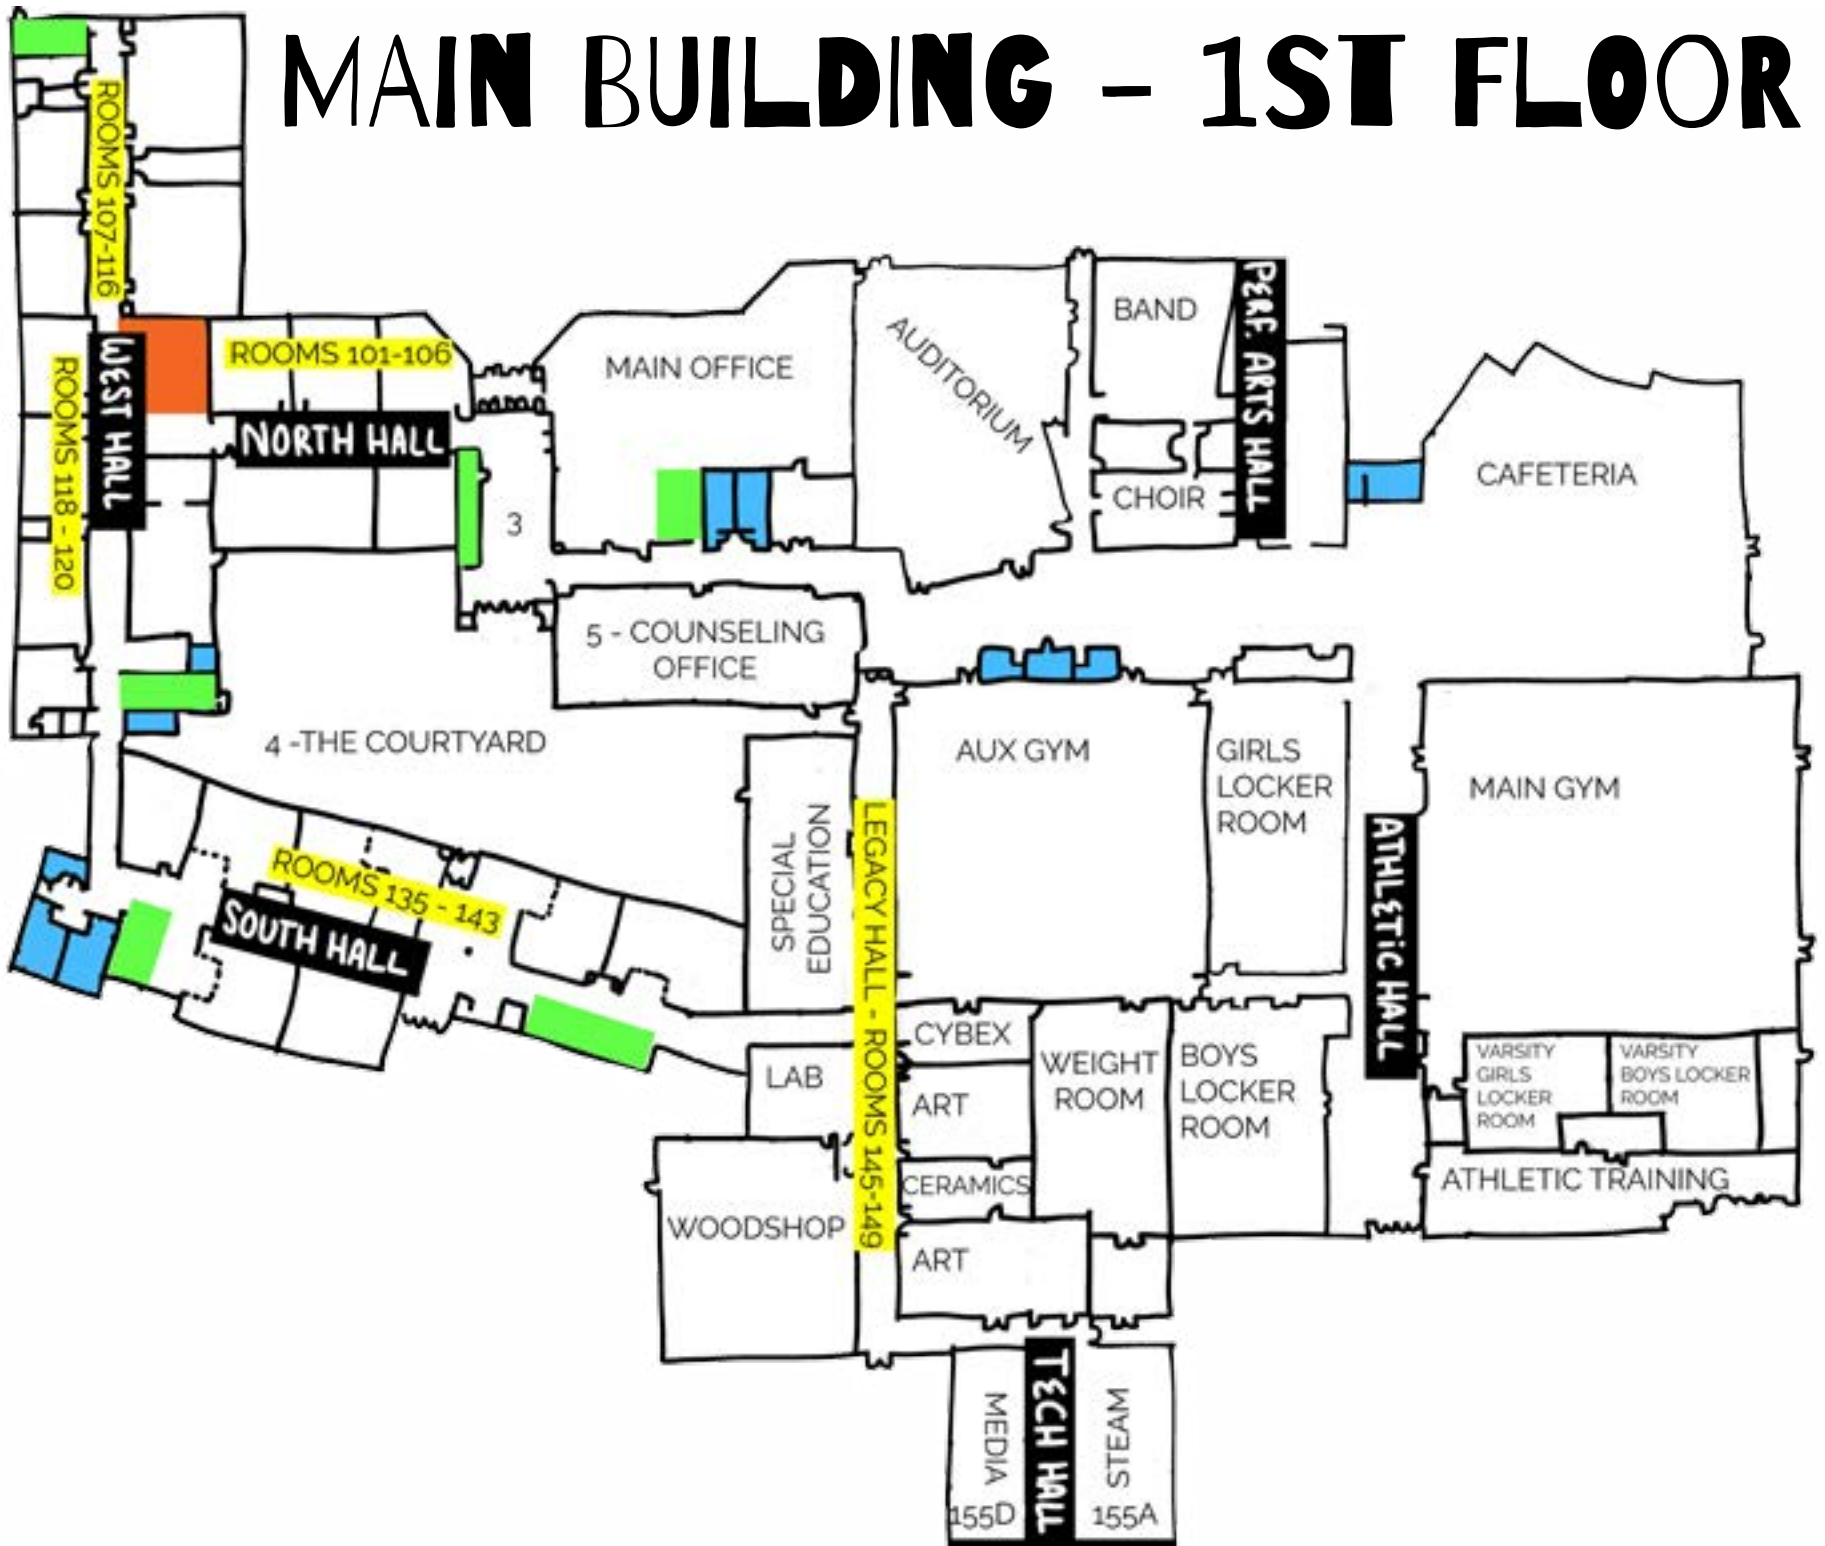 MAIN BUILDING - 1ST FLOOR
ROOMS 107-116
WEST HALL
ROOMS 118 - 120
ROOMS 101-106
NORTH HALL
3
MAIN OFFICE
AUDITORIUM
BAND
CHOIR
PERF. ARTS HALL
CAFETERIA
5 - COUNSELING
OFFICE
4 -THE COURTYARD
ROOMS 135 - 143
SOUTH HALL
SPECIAL
EDUCATION
LEGACY HALL - ROOMS 145-149
AUX GYM
GIRLS
LOCKER
ROOM
ATHLETIC HALL
MAIN GYM
CYBEX
LAB
ART
WEIGHT
ROOM
BOYS
LOCKER
ROOM
VARSITY
GIRLS
LOCKER
ROOM
VARSITY
BOYS LOCKER
ROOM
ATHLETIC TRAINING
CERAMICS
WOODSHOP
ART
MEDIA
155D
TECH HALL
STEAM
155A